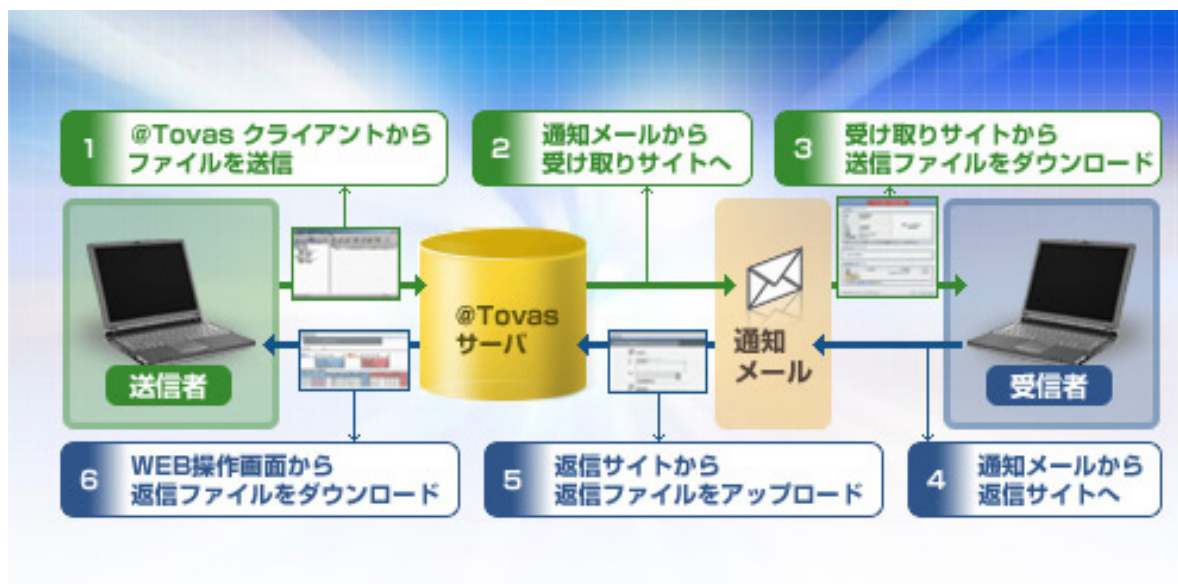 1
@Tovas クライアントから
ファイルを送信
2
通知メールから
受け取りサイトへ
3
受け取りサイトから
送信ファイルをダウンロード
送信者
@Tovas
サーバ
通知
メール
受信者
6
WEB操作画面から
返信ファイルをダウンロード
5
返信サイトから
返信ファイルをアップロード
4
通知メールから
返信サイトへ